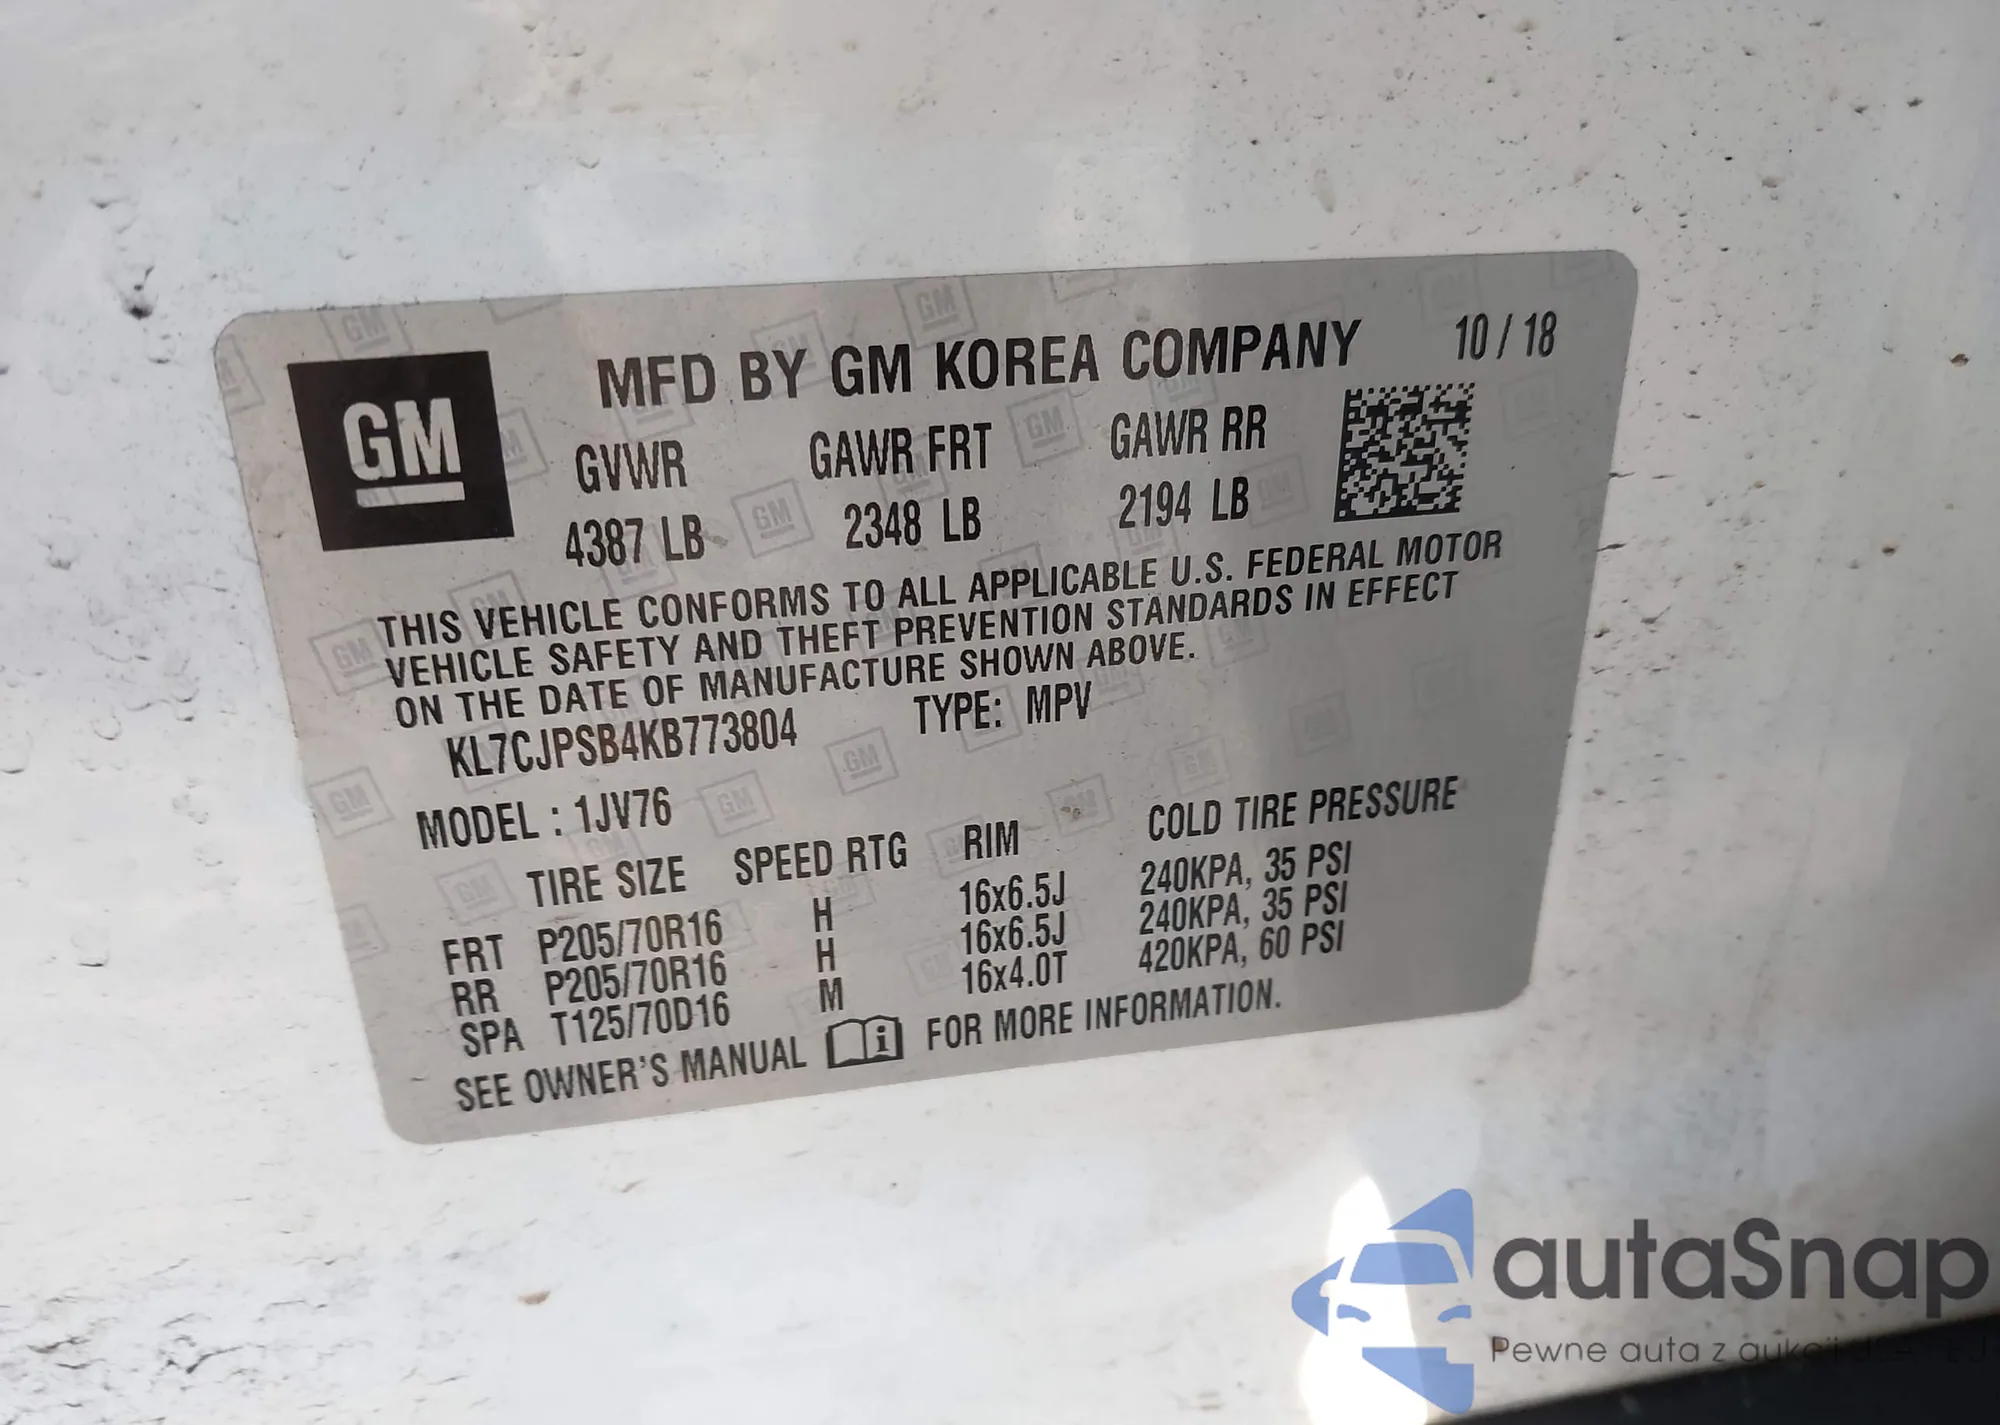 GM
MFD BY GM KOREA COMPANY 10 / 18
GVWR GAWR FRT GAWR RR
4387 LB 2348 LB 2194 LB
THIS VEHICLE CONFORMS TO ALL APPLICABLE U.S. FEDERAL MOTOR
VEHICLE SAFETY AND THEFT PREVENTION STANDARDS IN EFFECT
ON THE DATE OF MANUFACTURE SHOWN ABOVE.
KL7CJPSB4KB773804 TYPE: MPV
MODEL : 1JV76
TIRE SIZE SPEED RTG RIM COLD TIRE PRESSURE
FRT P205/70R16 H 16x6.5J 240KPA, 35 PSI
RR P205/70R16 H 16x6.5J 240KPA, 35 PSI
SPA T125/70D16 M 16x4.0T 420KPA, 60 PSI
SEE OWNER'S MANUAL FOR MORE INFORMATION.
autaSnap
Pewne auta z aukcji